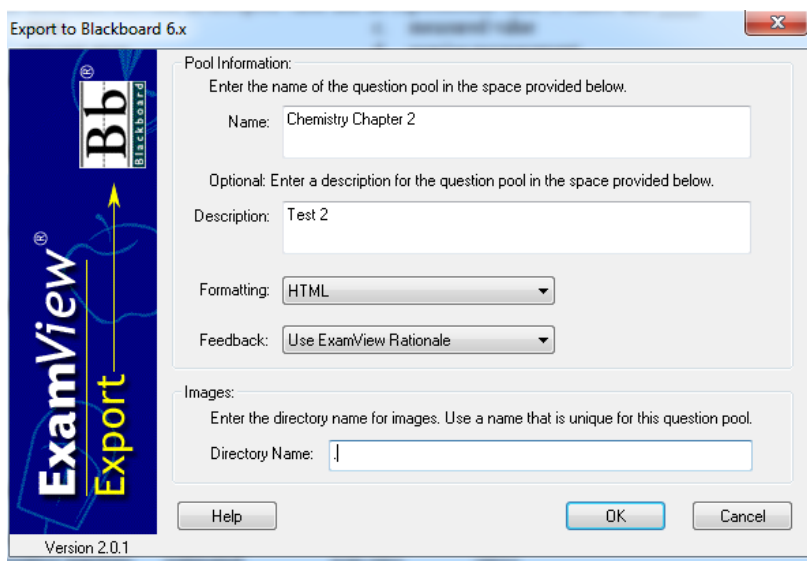 Export to Blackboard 6.x
measured value
Pool Information:
Enter the name of the question pool in the space provided below.
Name:
Chemistry Chapter 2
Optional: Enter a description for the question pool in the space provided below.
Description:
Test 2
Formatting:
HTML
Feedback:
Use ExamView Rationale
Images:
Enter the directory name for images. Use a name that is unique for this question pool.
Directory Name:
.
Help
OK
Cancel
Bb®
Blackboard
ExamView®
Export
Version 2.0.1